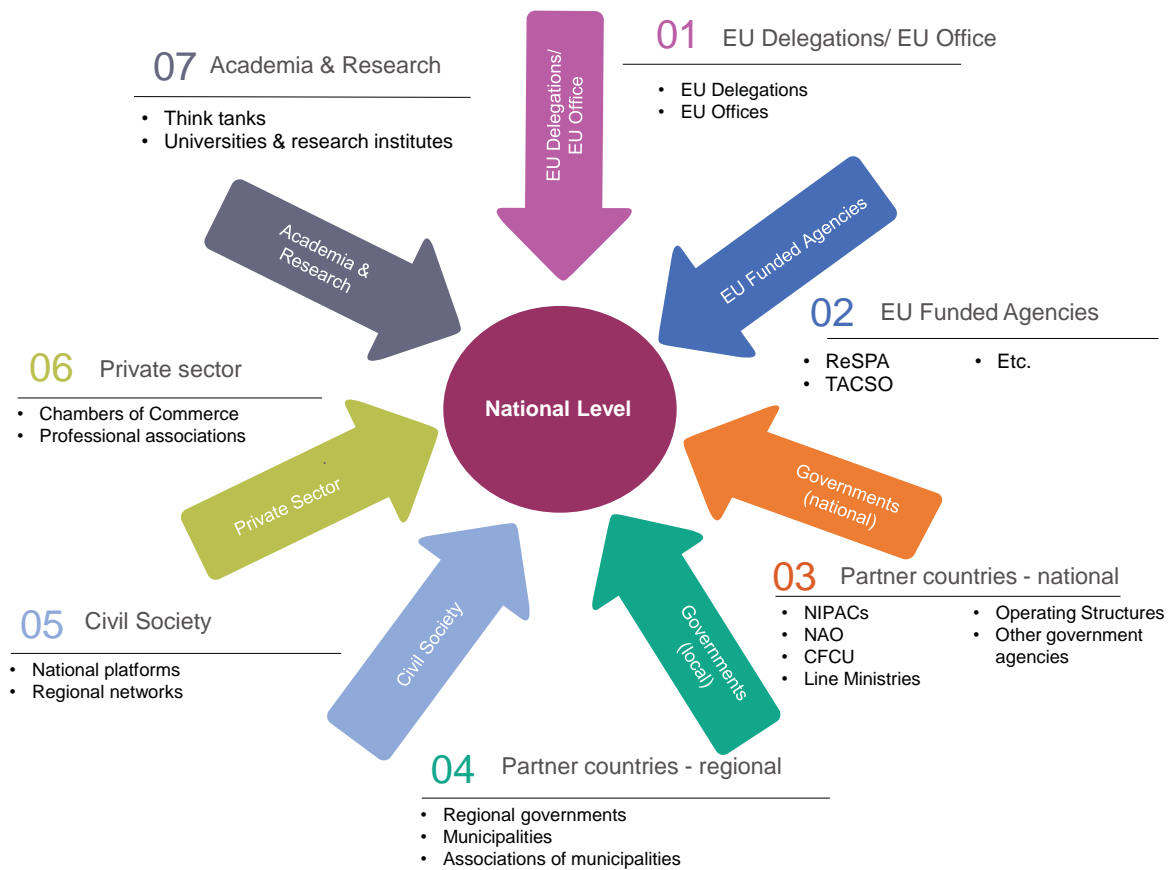 01 EU Delegations/ EU Office
• EU Delegations
• EU Offices
EU Delegations/
EU Office
07 Academia & Research
• Think tanks
• Universities & research institutes
Academia &
Research
EU Funded Agencies
02 EU Funded Agencies
• ReSPA
• TACSO
• Etc.
06 Private sector
• Chambers of Commerce
• Professional associations
Private Sector
National Level
Governments
(national)
03 Partner countries - national
• NIPACs
• NAO
• CFCU
• Line Ministries
• Operating Structures
• Other government
agencies
05 Civil Society
• National platforms
• Regional networks
Civil Society
Governments
(local)
04 Partner countries - regional
• Regional governments
• Municipalities
• Associations of municipalities